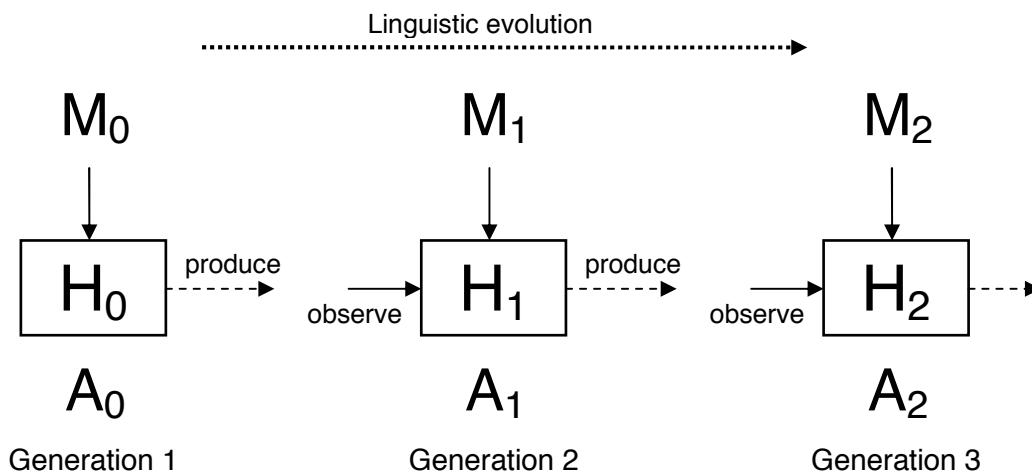 Linguistic evolution
M₀ M₁ M₂
produce produce
H₀ H₁ H₂
observe observe
A₀ A₁ A₂
Generation 1 Generation 2 Generation 3